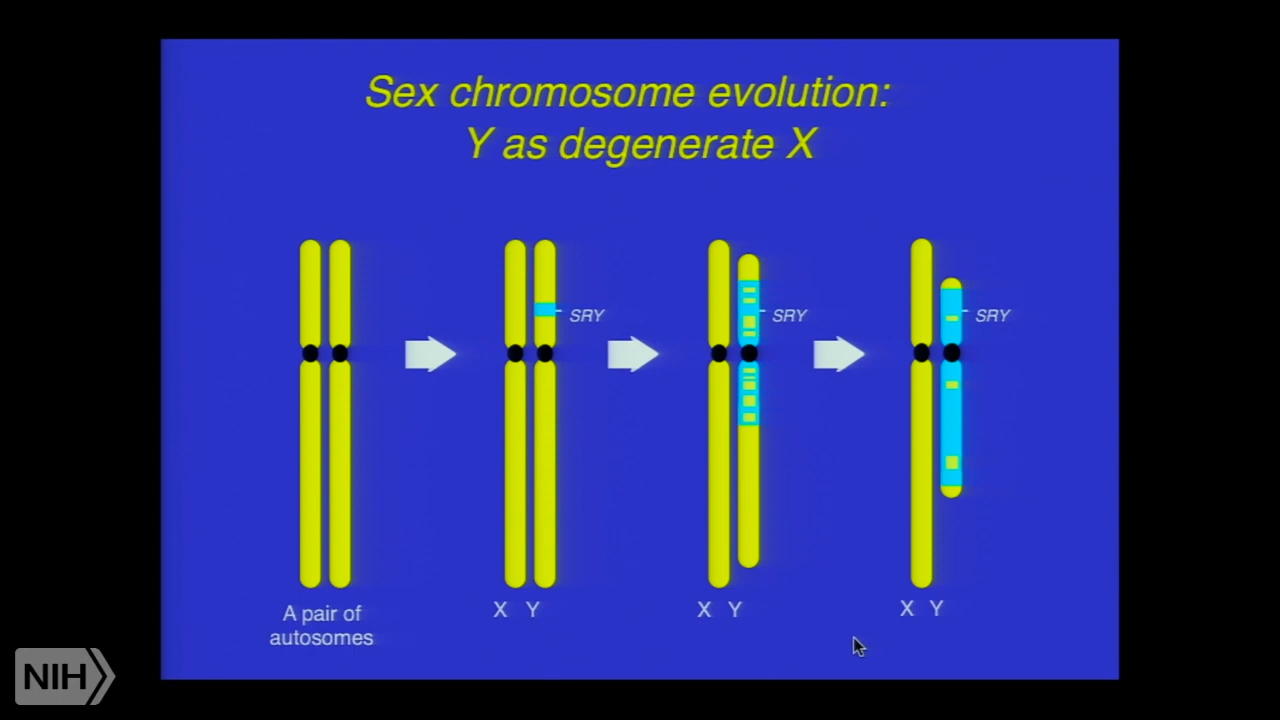 Sex chromosome evolution:
Y as degenerate X
SRY
SRY
SRY
A pair of
autosomes
X Y
X Y
X Y
NIH